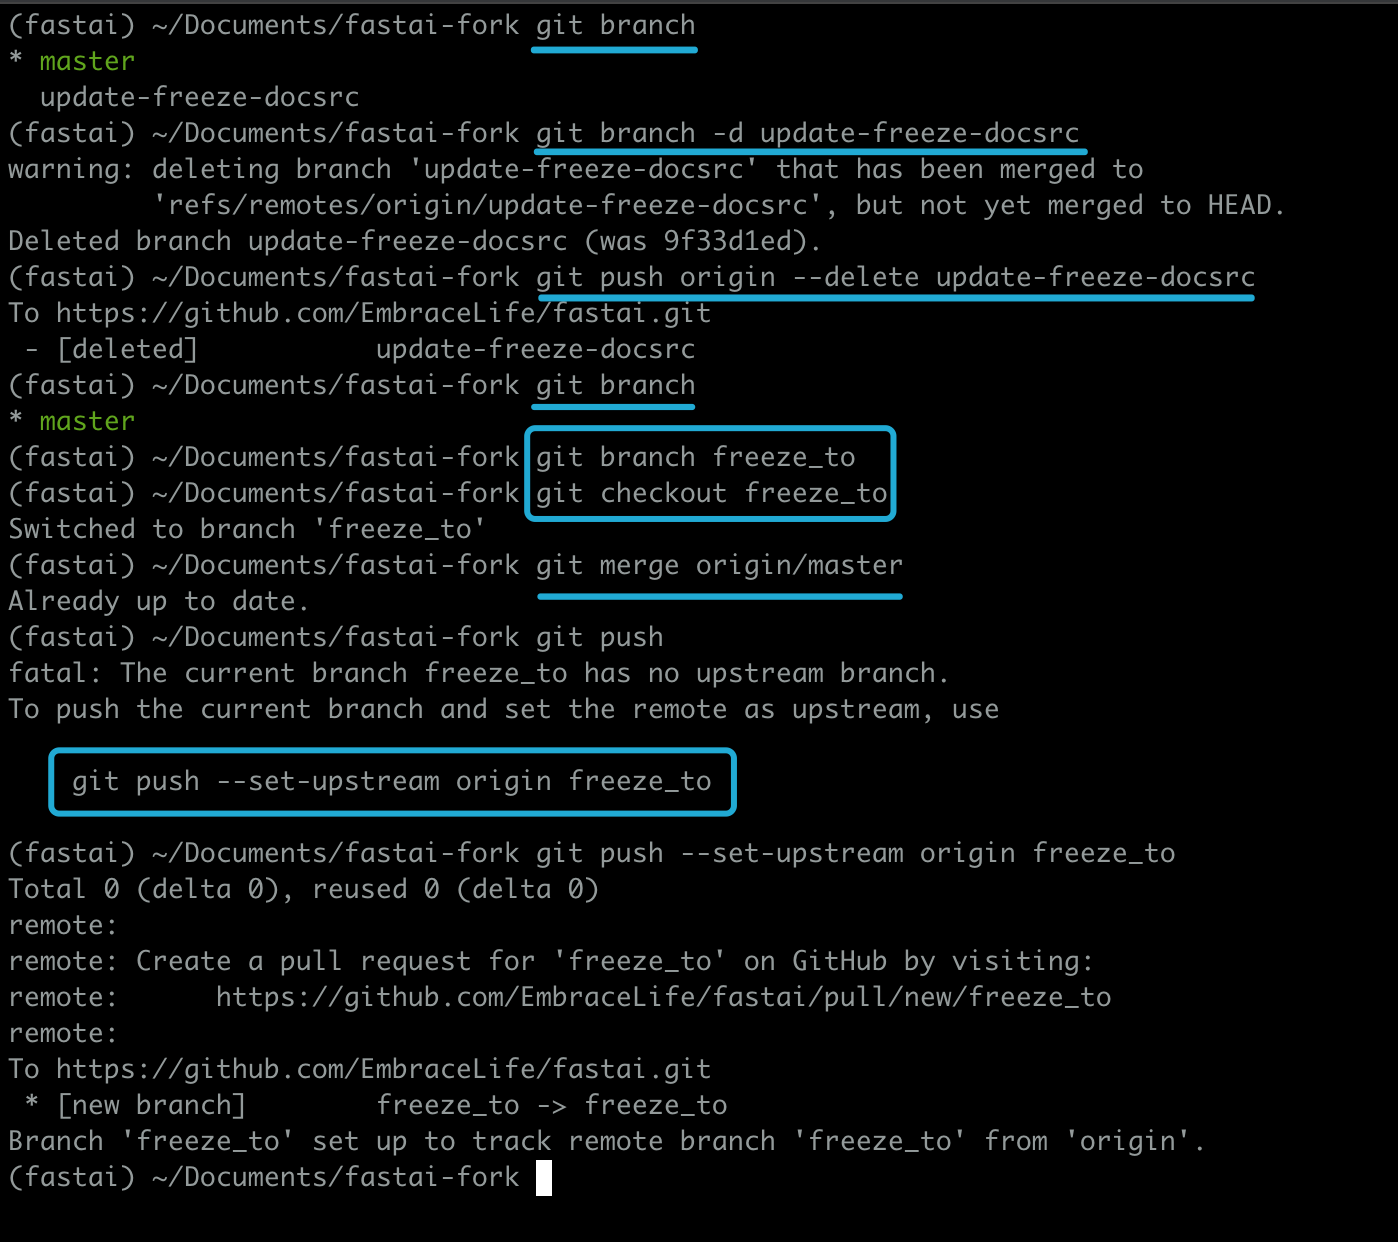 (fastai) ~/Documents/fastai-fork git branch
* master
  update-freeze-docsrc
(fastai) ~/Documents/fastai-fork git branch -d update-freeze-docsrc
warning: deleting branch 'update-freeze-docsrc' that has been merged to
         'refs/remotes/origin/update-freeze-docsrc', but not yet merged to HEAD.
Deleted branch update-freeze-docsrc (was 9f33d1ed).
(fastai) ~/Documents/fastai-fork git push origin --delete update-freeze-docsrc
To https://github.com/EmbraceLife/fastai.git
 - [deleted]           update-freeze-docsrc
(fastai) ~/Documents/fastai-fork git branch
* master
(fastai) ~/Documents/fastai-fork git branch freeze_to
(fastai) ~/Documents/fastai-fork git checkout freeze_to
Switched to branch 'freeze_to'
(fastai) ~/Documents/fastai-fork git merge origin/master
Already up to date.
(fastai) ~/Documents/fastai-fork git push
fatal: The current branch freeze_to has no upstream branch.
To push the current branch and set the remote as upstream, use
    git push --set-upstream origin freeze_to
(fastai) ~/Documents/fastai-fork git push --set-upstream origin freeze_to
Total 0 (delta 0), reused 0 (delta 0)
remote:
remote: Create a pull request for 'freeze_to' on GitHub by visiting:
remote:      https://github.com/EmbraceLife/fastai/pull/new/freeze_to
remote:
To https://github.com/EmbraceLife/fastai.git
 * [new branch]        freeze_to -> freeze_to
Branch 'freeze_to' set up to track remote branch 'freeze_to' from 'origin'.
(fastai) ~/Documents/fastai-fork